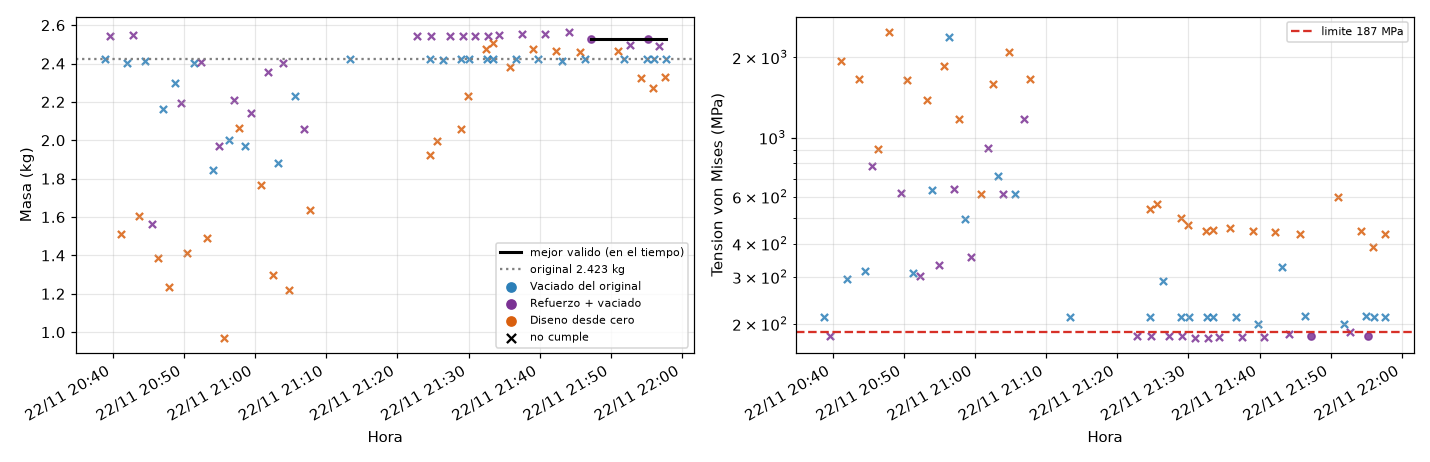 2.6
2.4
2.2
2.0
1.8
1.6
1.4
1.2
1.0
Masa (kg)
mejor valido (en el tiempo)
original 2.423 kg
Vaciado del original
Refuerzo + vaciado
Diseno desde cero
no cumple
22/11 20:40
22/11 20:50
22/11 21:00
22/11 21:10
22/11 21:20
22/11 21:30
22/11 21:40
22/11 21:50
22/11 22:00
Hora
limite 187 MPa
2 × 10³
10³
6 × 10²
4 × 10²
3 × 10²
2 × 10²
Tension von Mises (MPa)
22/11 20:40
22/11 20:50
22/11 21:00
22/11 21:10
22/11 21:20
22/11 21:30
22/11 21:40
22/11 21:50
22/11 22:00
Hora